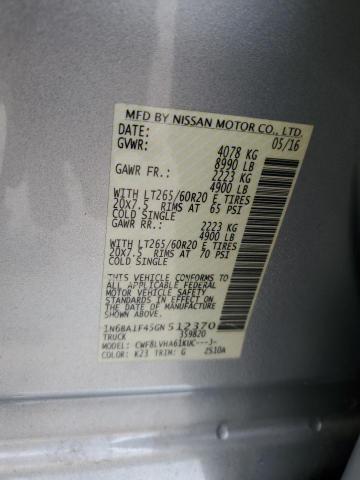 MFD BY NISSAN MOTOR CO., LTD.
DATE: 05/16
GVWR: 4078 KG
8990 LB
GAWR FR.: 2223 KG
4900 LB
WITH LT265/60R20 E TIRES
20X7.5 RIMS AT 65 PSI
COLD SINGLE
GAWR RR.: 2223 KG
4900 LB
WITH LT265/60R20 E TIRES
20X7.5 RIMS AT 70 PSI
COLD SINGLE
THIS VEHICLE CONFORMS TO
ALL APPLICABLE FEDERAL
MOTOR VEHICLE SAFETY
STANDARDS IN EFFECT ON
THE DATE OF MANUFACTURE
SHOWN ABOVE.
1N6BA1F45GN512370
TRUCK 359820
MODEL: CWF8LVHA61KUC---J-
COLOR: K23 TRIM: G 2S10A